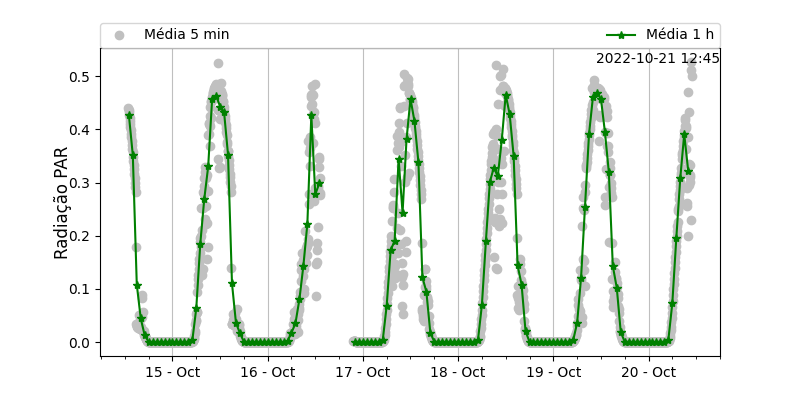 Média 5 min
Média 1 h
2022-10-21 12:45
Radiação PAR
0.5
0.4
0.3
0.2
0.1
0.0
15 - Oct
16 - Oct
17 - Oct
18 - Oct
19 - Oct
20 - Oct